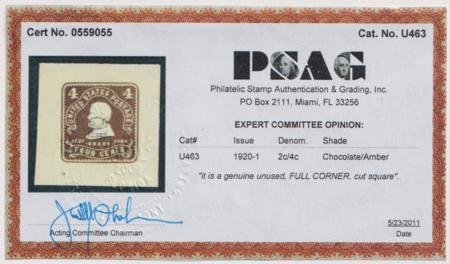 Cert No. 0559055
Cat. No. U463
PSAG
Philatelic Stamp Authentication & Grading, Inc.
PO Box 2111, Miami, FL 33256
4 UNITED STATES POSTAGE 4
FOUR CENTS
EXPERT COMMITTEE OPINION:
Cat# Issue Denom. Shade
U463 1920-1 2c/4c Chocolate/Amber
"it is a genuine unused, FULL CORNER, cut square".
Acting Committee Chairman
5/23/2011
Date